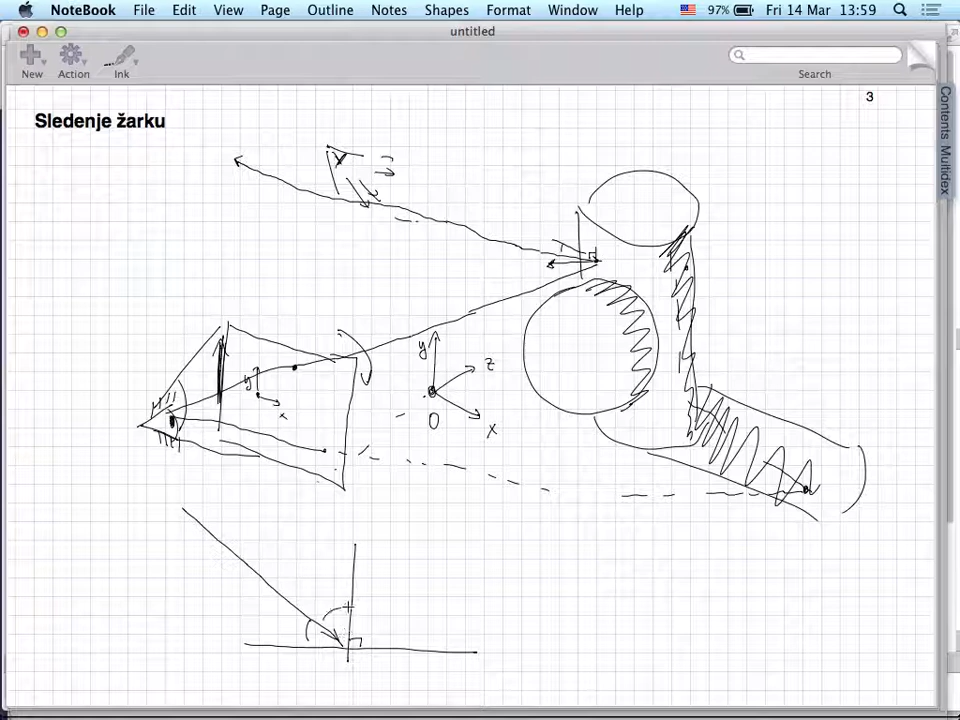 NoteBook File Edit View Page Outline Notes Shapes Format Window Help 97% Fri 14 Mar 13:59
untitled
New Action Ink Search
3
Contents Multidex
Sledenje žarku
y
z
y
x
0
x